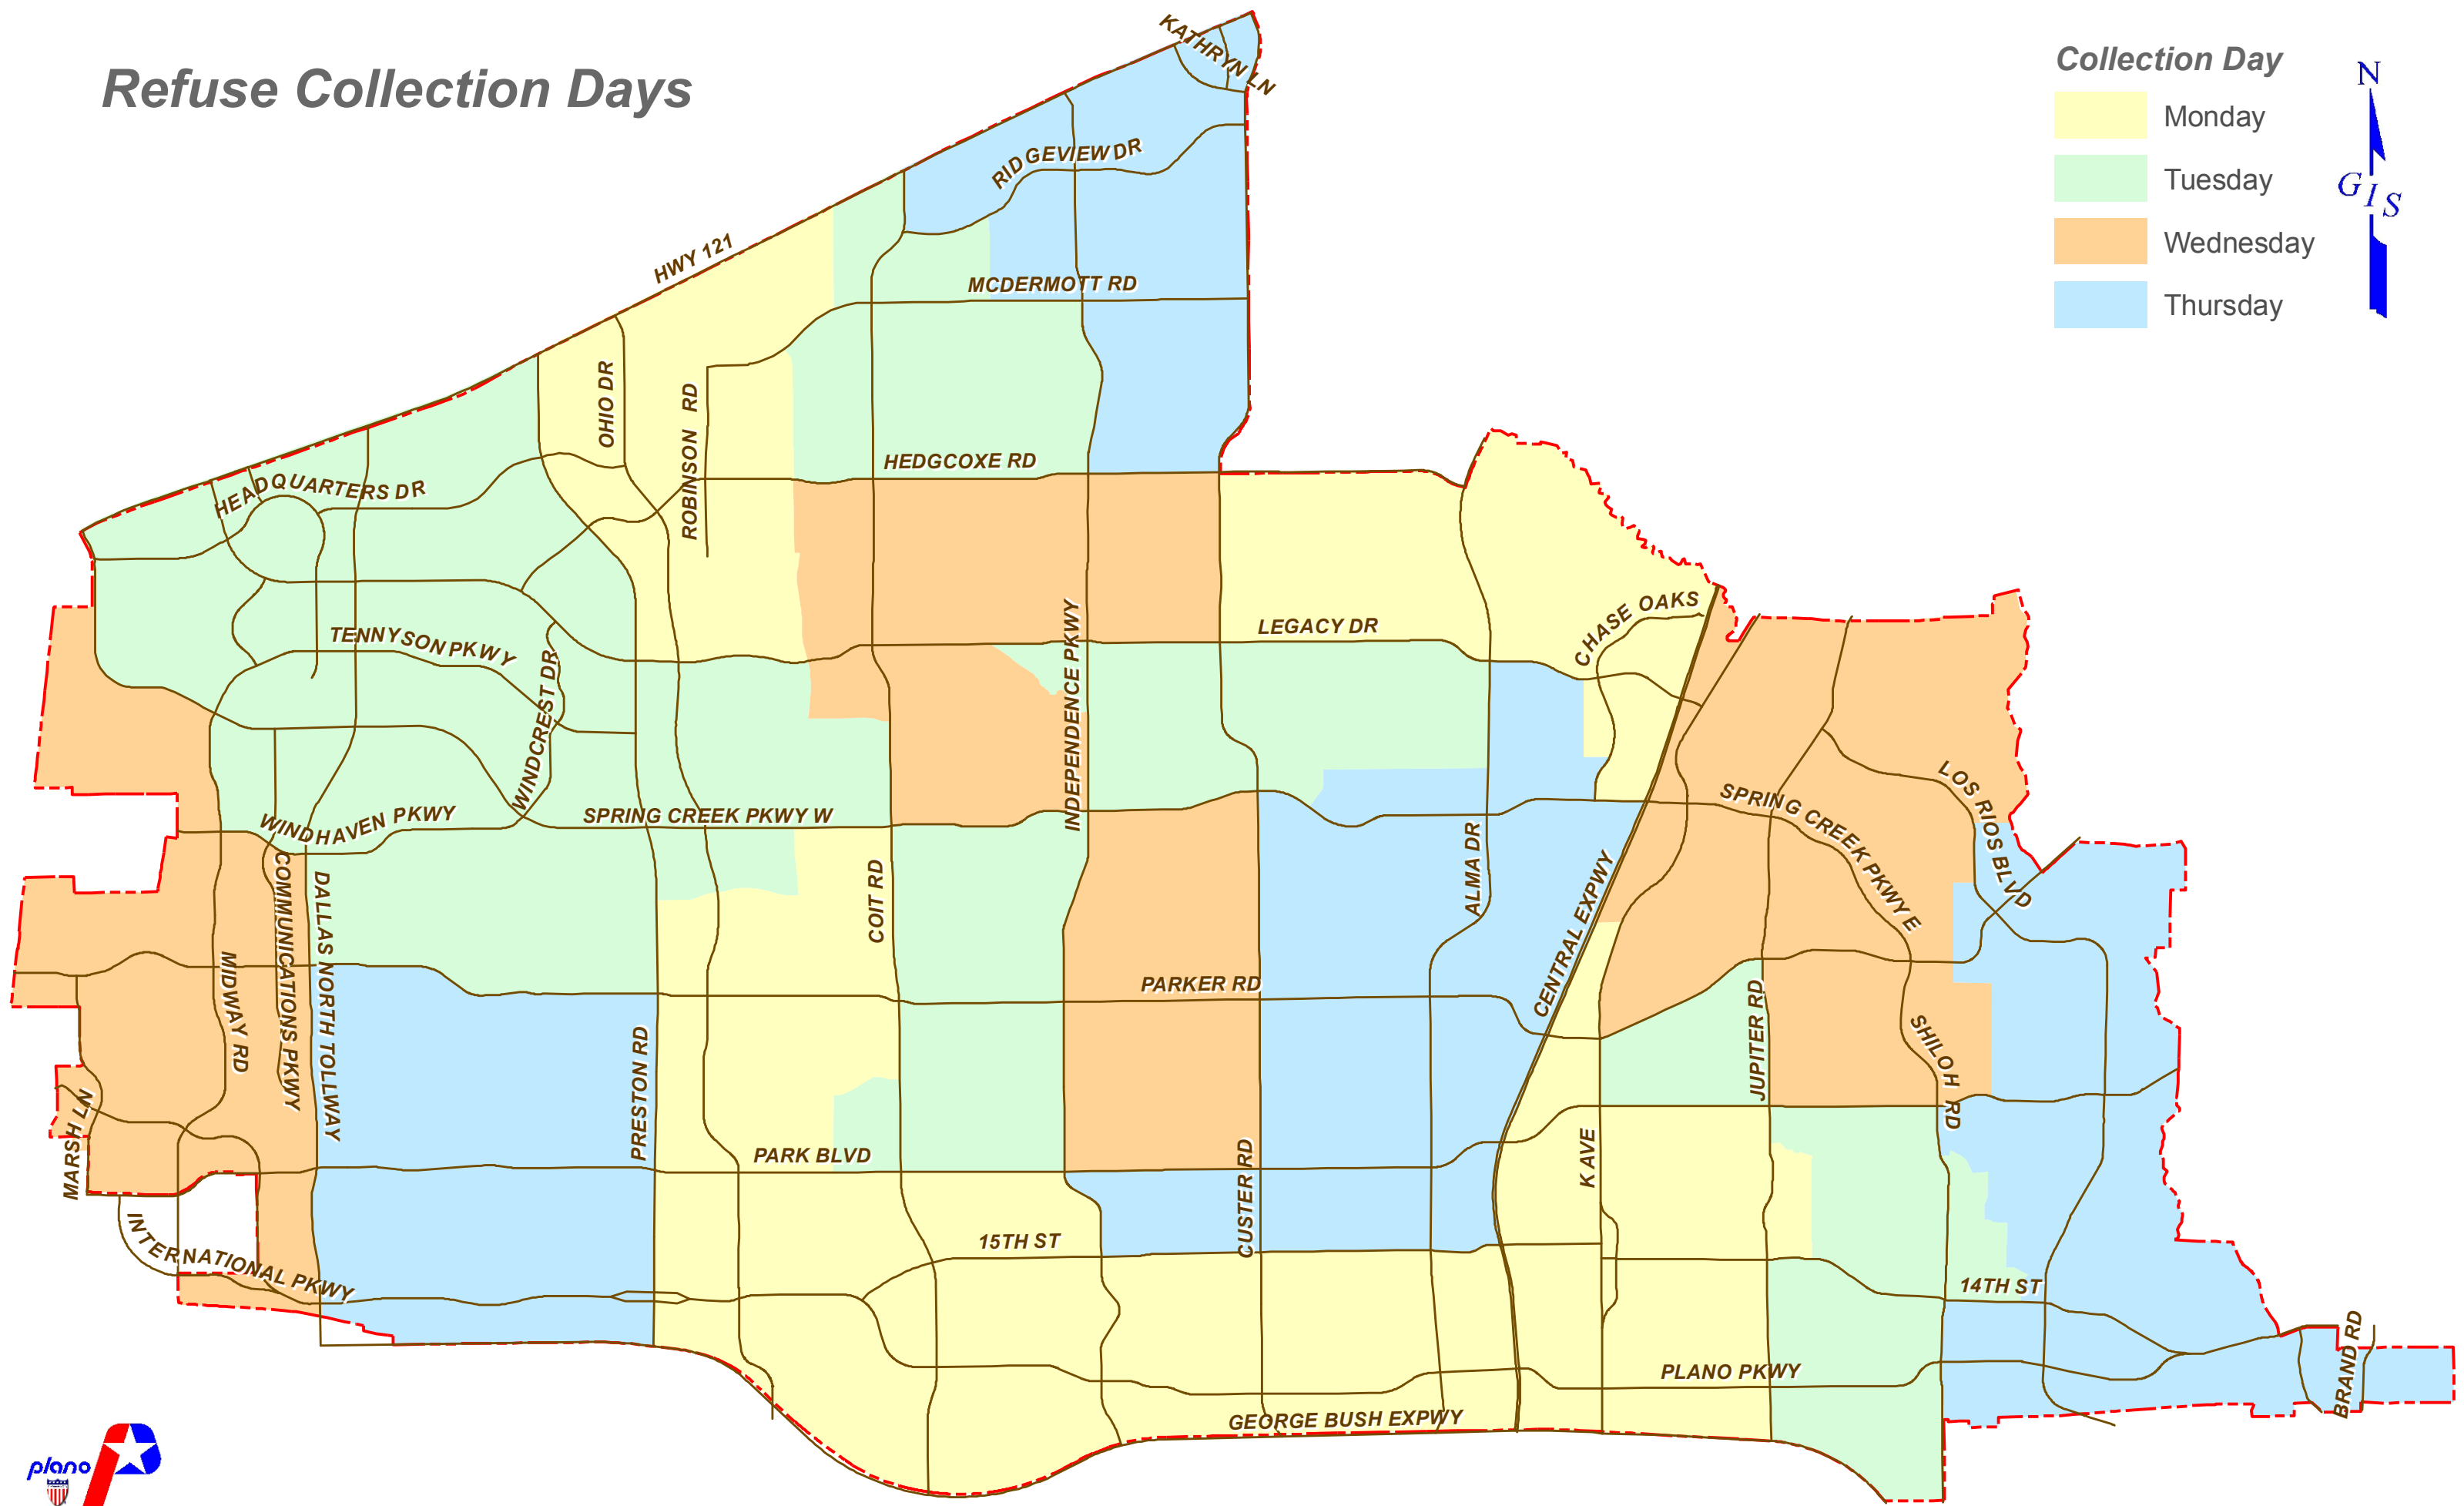 Refuse Collection Days
Collection Day
Monday
Tuesday
Wednesday
Thursday
N
GIS
KATHRYN LN
RIDGEVIEW DR
HWY 121
MCDERMOTT RD
OHIO DR
ROBINSON RD
HEDGCOXE RD
HEADQUARTERS DR
TENNYSON PKWY
WINDCREST DR
INDEPENDENCE PKWY
LEGACY DR
CHASE OAKS
WINDHAVEN PKWY
SPRING CREEK PKWY W
SPRING CREEK PKWY E
LOS RIOS BLVD
COMMUNICATIONS PKWY
DALLAS NORTH TOLLWAY
MIDWAY RD
COIT RD
ALMA DR
CENTRAL EXPWY
PARKER RD
PRESTON RD
JUPITER RD
SHILOH RD
MARSH LN
PARK BLVD
CUSTER RD
K AVE
INTERNATIONAL PKWY
15TH ST
14TH ST
PLANO PKWY
BRAND RD
GEORGE BUSH EXPWY
plano